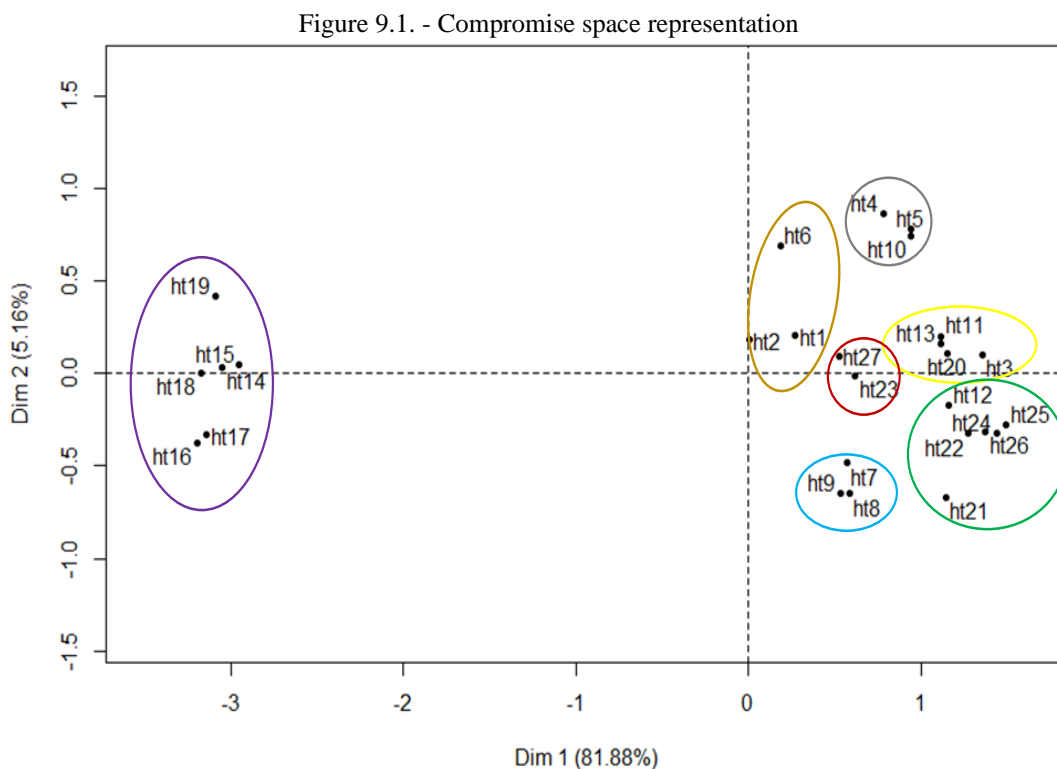 Figure 9.1. - Compromise space representation
1.5
1.0
0.5
0.0
-0.5
-1.0
-1.5
Dim 2 (5.16%)
ht4
ht5
ht10
ht6
ht19
ht2
ht1
ht13
ht11
ht20
ht3
ht15
ht18
ht14
ht27
ht23
ht12
ht24
ht25
ht22
ht26
ht16
ht17
ht7
ht9
ht8
ht21
-3
-2
-1
0
1
Dim 1 (81.88%)